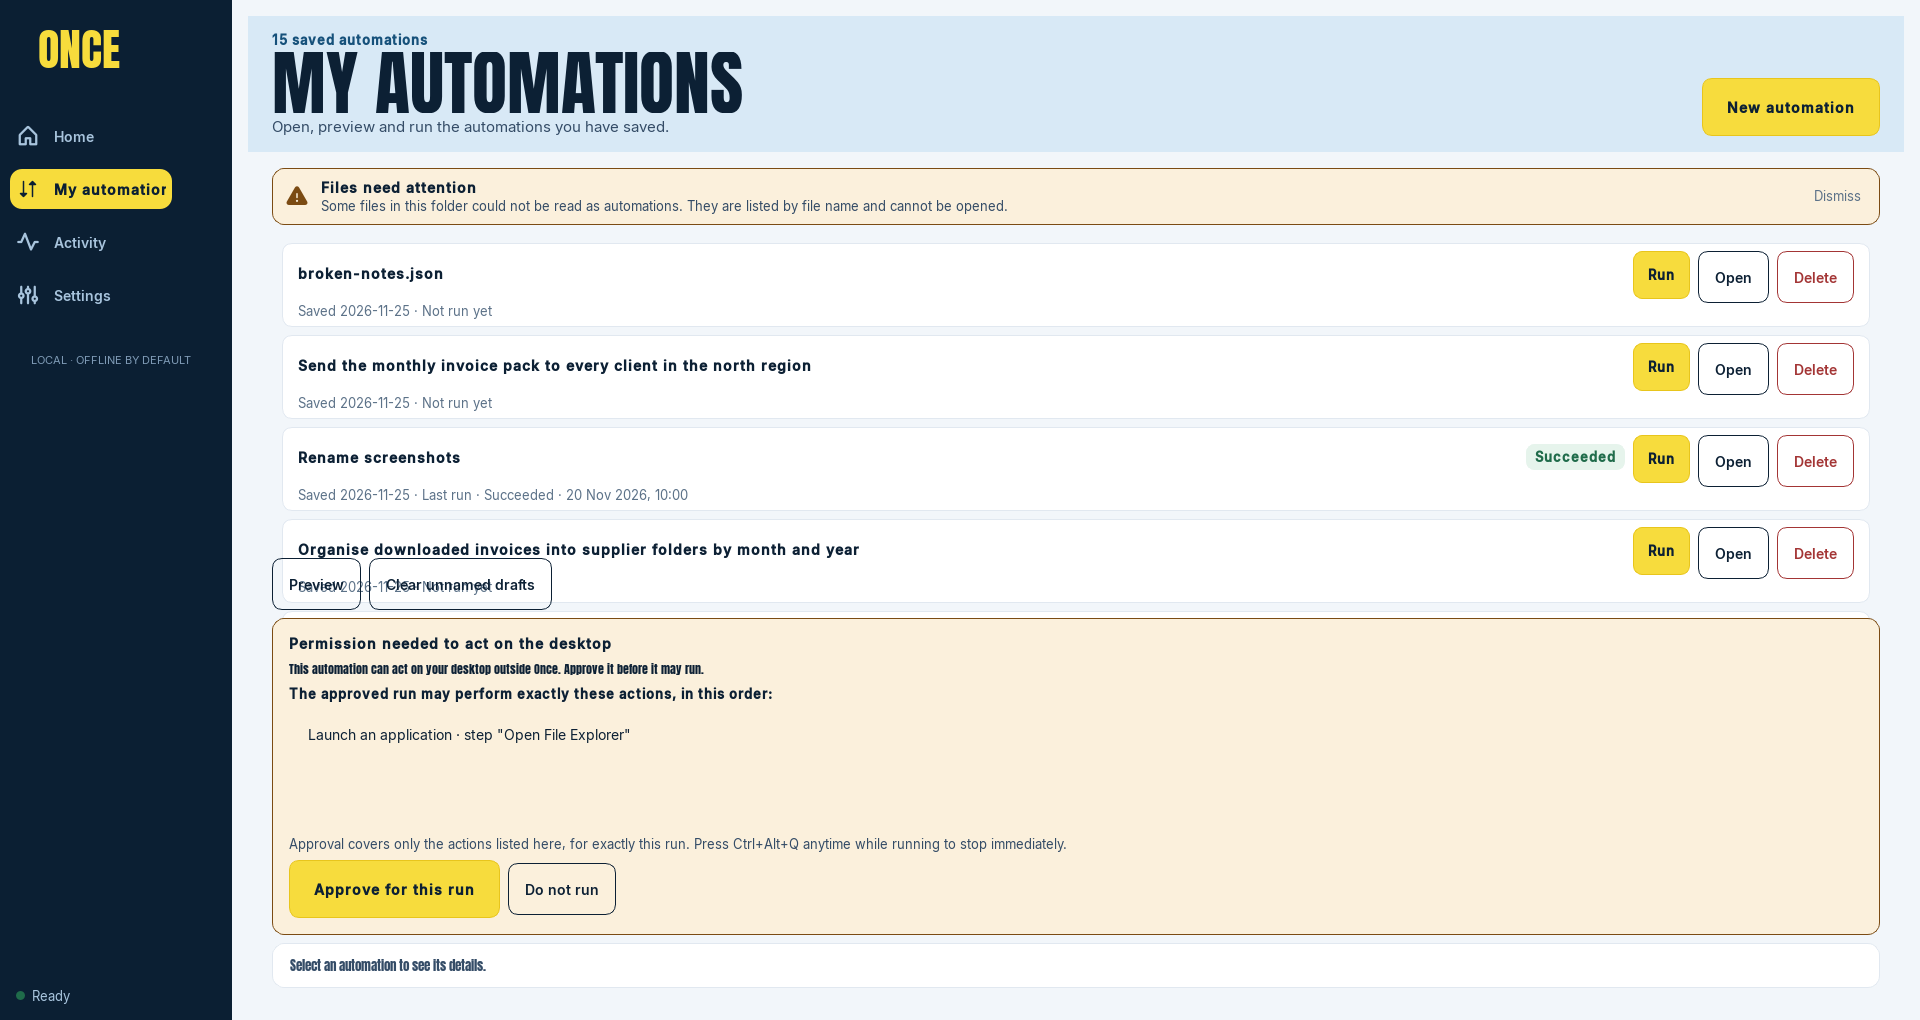 ONCE
Home
My automation
Activity
Settings
LOCAL · OFFLINE BY DEFAULT
Ready
15 saved automations
MY AUTOMATIONS
Open, preview and run the automations you have saved.
New automation
Files need attention
Some files in this folder could not be read as automations. They are listed by file name and cannot be opened.
Dismiss
broken-notes.json
Saved 2026-11-25 · Not run yet
Run
Open
Delete
Send the monthly invoice pack to every client in the north region
Saved 2026-11-25 · Not run yet
Run
Open
Delete
Rename screenshots
Saved 2026-11-25 · Last run · Succeeded · 20 Nov 2026, 10:00
Succeeded
Run
Open
Delete
Organise downloaded invoices into supplier folders by month and year
Saved 2026-11-25 · Not run yet
Run
Open
Delete
Preview
Clear unnamed drafts
Permission needed to act on the desktop
This automation can act on your desktop outside Once. Approve it before it may run.
The approved run may perform exactly these actions, in this order:
Launch an application · step "Open File Explorer"
Approval covers only the actions listed here, for exactly this run. Press Ctrl+Alt+Q anytime while running to stop immediately.
Approve for this run
Do not run
Select an automation to see its details.